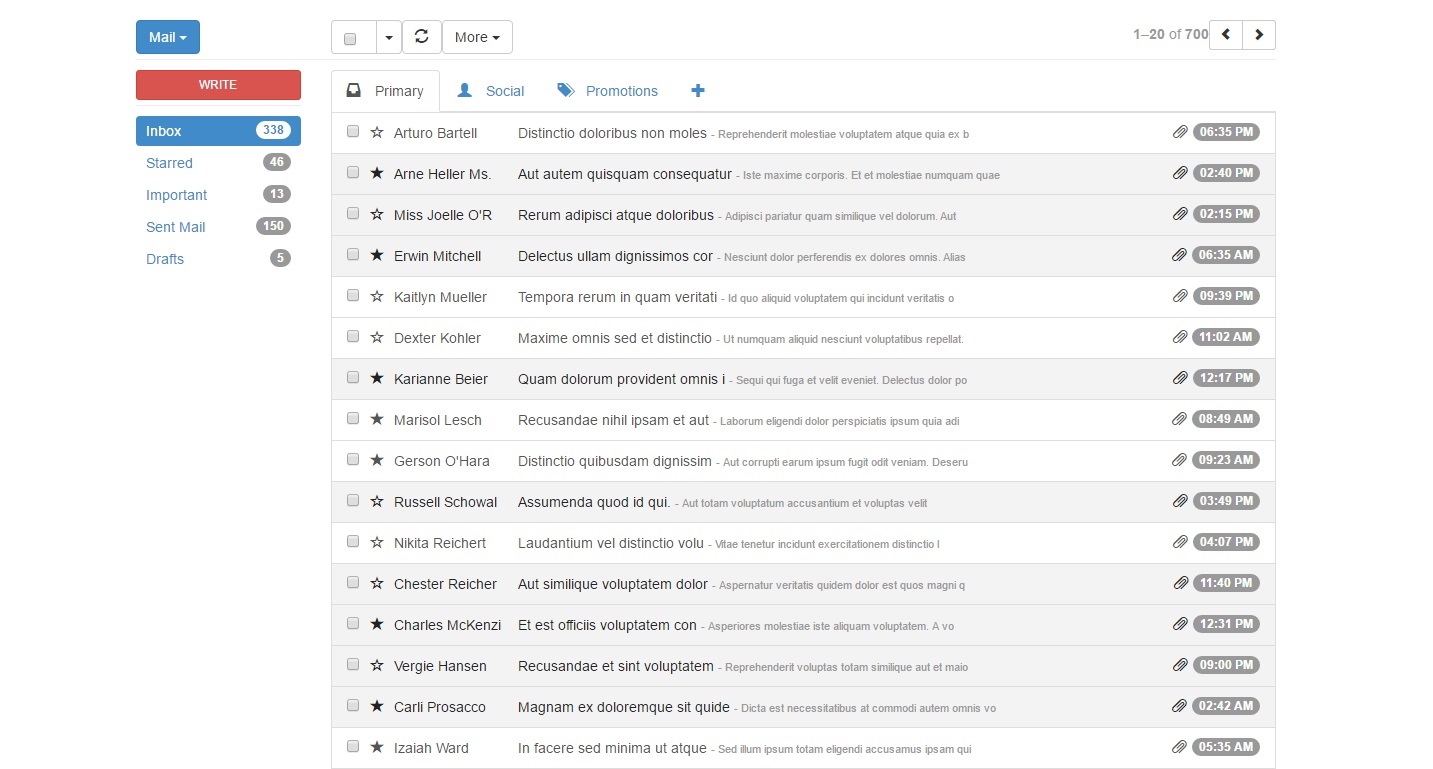 Mail More 1–20 of 700
WRITE
Primary Social Promotions
Inbox 338
Starred 46
Important 13
Sent Mail 150
Drafts 5
Arturo Bartell Distinctio doloribus non moles - Reprehenderit molestiae voluptatem atque quia ex b 06:35 PM
Arne Heller Ms. Aut autem quisquam consequatur - Iste maxime corporis. Et et molestiae numquam quae 02:40 PM
Miss Joelle O'R Rerum adipisci atque doloribus - Adipisci pariatur quam similique vel dolorum. Aut 02:15 PM
Erwin Mitchell Delectus ullam dignissimos cor - Nesciunt dolor perferendis ex dolores omnis. Alias 06:35 AM
Kaitlyn Mueller Tempora rerum in quam veritati - Id quo aliquid voluptatem qui incidunt veritatis o 09:39 PM
Dexter Kohler Maxime omnis sed et distinctio - Ut numquam aliquid nesciunt voluptatibus repellat. 11:02 AM
Karianne Beier Quam dolorum provident omnis i - Sequi qui fuga et velit eveniet. Delectus dolor po 12:17 PM
Marisol Lesch Recusandae nihil ipsam et aut - Laborum eligendi dolor perspiciatis ipsum quia adi 08:49 AM
Gerson O'Hara Distinctio quibusdam dignissim - Aut corrupti earum ipsum fugit odit veniam. Deseru 09:23 AM
Russell Schowal Assumenda quod id qui. - Aut totam voluptatum accusantium et voluptas velit 03:49 PM
Nikita Reichert Laudantium vel distinctio volu - Vitae tenetur incidunt exercitationem distinctio l 04:07 PM
Chester Reicher Aut similique voluptatem dolor - Aspernatur veritatis quidem dolor est quos magni q 11:40 PM
Charles McKenzi Et est officiis voluptatem con - Asperiores molestiae iste aliquam voluptatem. A vo 12:31 PM
Vergie Hansen Recusandae et sint voluptatem - Reprehenderit voluptas totam similique aut et maio 09:00 PM
Carli Prosacco Magnam ex doloremque sit quide - Dicta est necessitatibus at commodi autem omnis vo 02:42 AM
Izaiah Ward In facere sed minima ut atque - Sed illum ipsum totam eligendi accusamus ipsam qui 05:35 AM